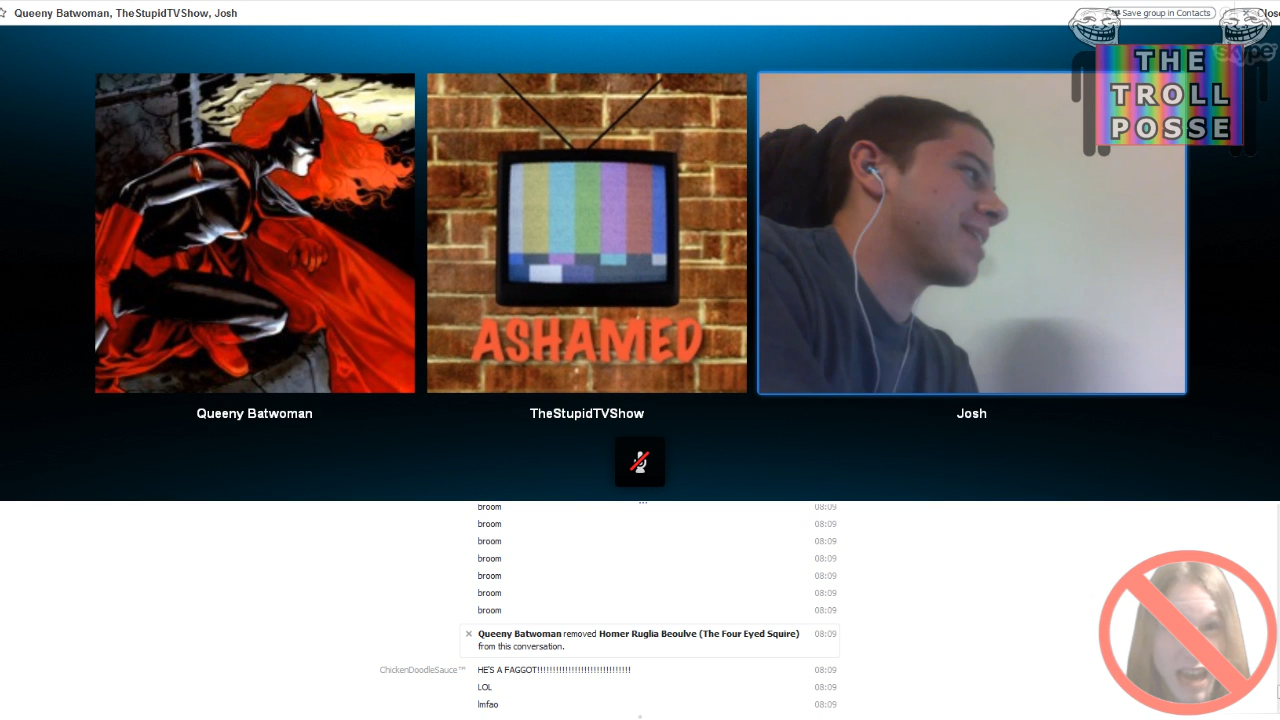 Queeny Batwoman, TheStupidTVShow, Josh
Save group in Contacts
Close
skype
THE
TROLL
POSSE
ASHAMED
Queeny Batwoman
TheStupidTVShow
Josh
broom 08:09
broom 08:09
broom 08:09
broom 08:09
broom 08:09
broom 08:09
broom 08:09
Queeny Batwoman removed Homer Ruglia Beoulve (The Four Eyed Squire) 08:09
from this conversation.
ChickenDoodleSauce™ HE'S A FAGGOT!!!!!!!!!!!!!!!!!!!!!!!!!!!!!! 08:09
LOL 08:09
lmfao 08:09